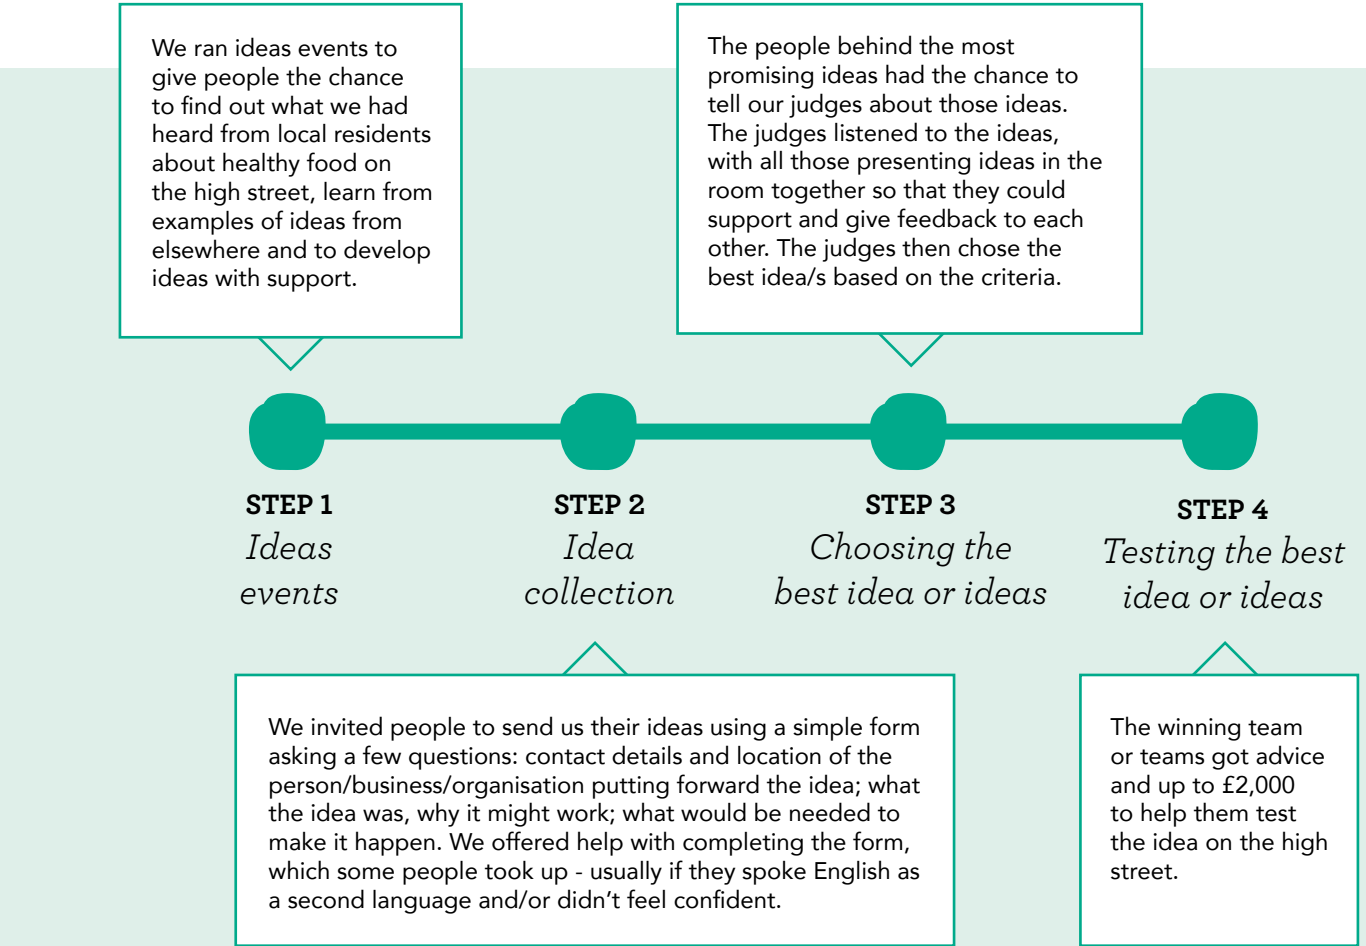 We ran ideas events to
give people the chance
to find out what we had
heard from local residents
about healthy food on
the high street, learn from
examples of ideas from
elsewhere and to develop
ideas with support.
The people behind the most
promising ideas had the chance to
tell our judges about those ideas.
The judges listened to the ideas,
with all those presenting ideas in the
room together so that they could
support and give feedback to each
other. The judges then chose the
best idea/s based on the criteria.
STEP 1
Ideas
events
STEP 2
Idea
collection
STEP 3
Choosing the
best idea or ideas
STEP 4
Testing the best
idea or ideas
We invited people to send us their ideas using a simple form
asking a few questions: contact details and location of the
person/business/organisation putting forward the idea; what
the idea was, why it might work; what would be needed to
make it happen. We offered help with completing the form,
which some people took up - usually if they spoke English as
a second language and/or didn't feel confident.
The winning team
or teams got advice
and up to £2,000
to help them test
the idea on the high
street.